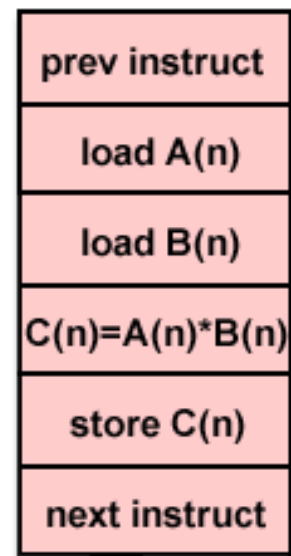 prev instruct
load A(n)
load B(n)
C(n)=A(n)*B(n)
store C(n)
next instruct